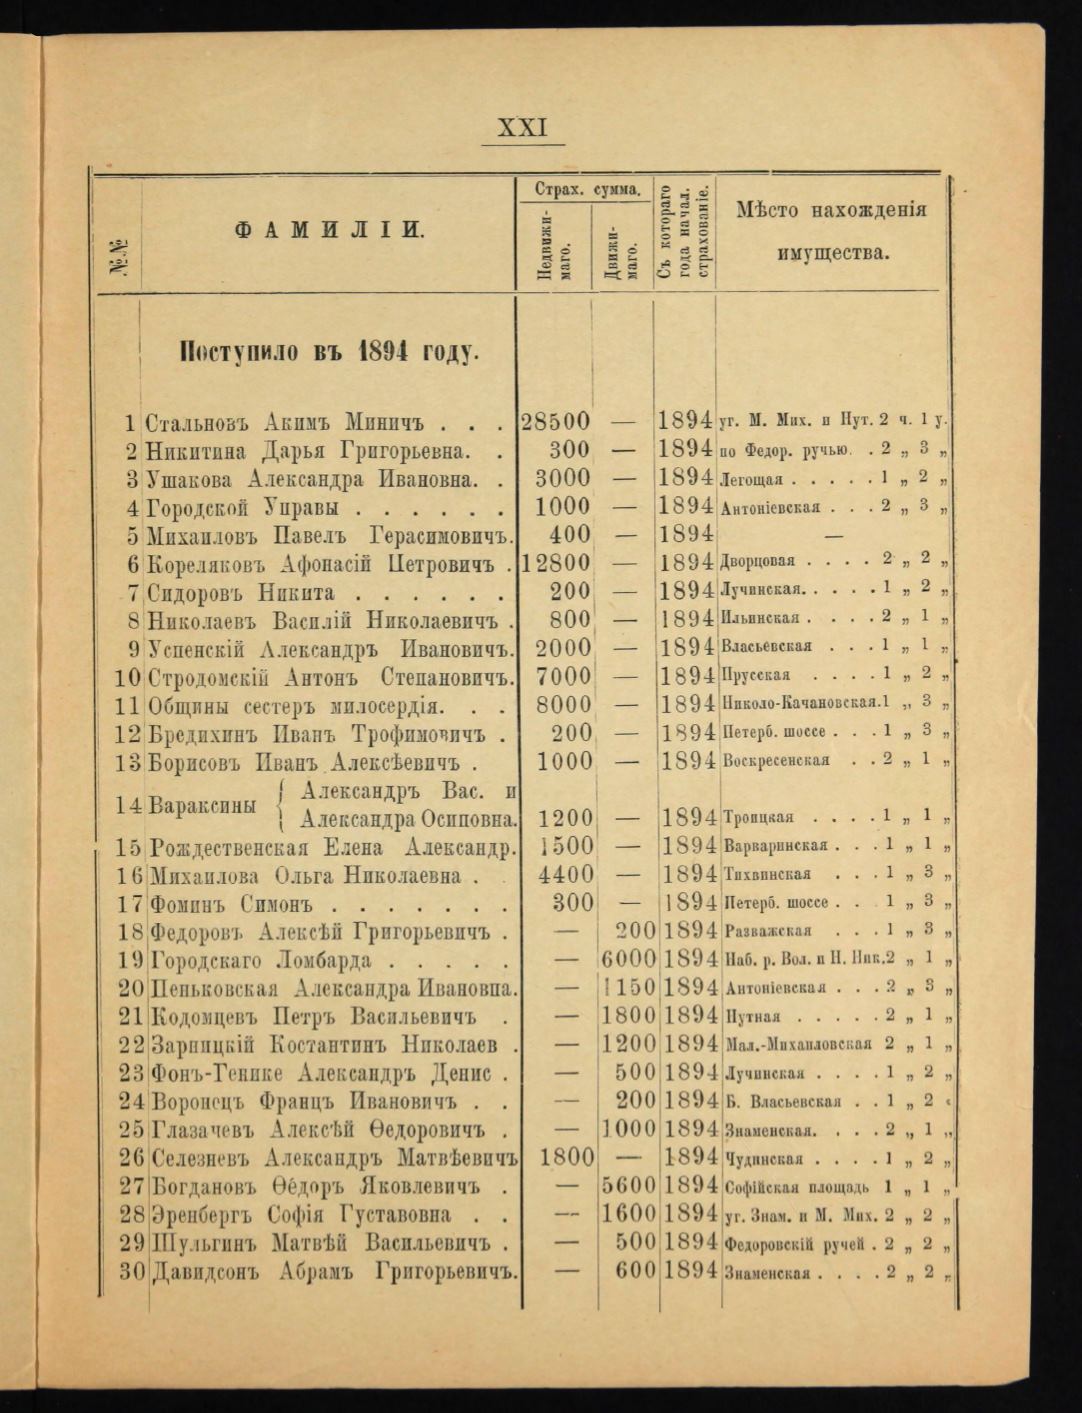 XXI
№№ ФАМИЛІИ. Страх. сумма. Недвижи-маго. Движи-маго. Съ котораго года начал. страхованіе. Мѣсто нахожденія имущества.
Поступило въ 1894 году.
1 Стальновъ Акимъ Миничъ . . . 28500 — 1894 уг. М. Мих. и Нут. 2 ч. 1 у.
2 Никитина Дарья Григорьевна. . 300 — 1894 по Федор. ручью. . 2 „ 3 „
3 Ушакова Александра Ивановна. . 3000 — 1894 Легощая . . . . . 1 „ 2 „
4 Городской Управы . . . . . . 1000 — 1894 Антоніевская . . . 2 „ 3 „
5 Михаиловъ Павелъ Герасимовичъ. 400 — 1894 —
6 Кореляковъ Афонасій Петровичъ . 12800 — 1894 Дворцовая . . . . 2 „ 2 „
7 Сидоровъ Никита . . . . . . 200 — 1894 Лучинская. . . . . 1 „ 2 „
8 Николаевъ Василій Николаевичъ . 800 — 1894 Ильинская . . . . 2 „ 1 „
9 Успенскій Александръ Ивановичъ. 2000 — 1894 Власьевская . . . 1 „ 1 „
10 Стродомскій Антонъ Степановичъ. 7000 — 1894 Прусская . . . . 1 „ 2 „
11 Общины сестеръ милосердія. . . 8000 — 1894 Николо-Качановская. 1 „ 3 „
12 Бредихинъ Иванъ Трофимовичъ . 200 — 1894 Петерб. шоссе . . . 1 „ 3 „
13 Борисовъ Иванъ Алексѣевичъ . 1000 — 1894 Воскресенская . . 2 „ 1 „
14 Вараксины { Александръ Вас. и
Александра Осиповна. 1200 — 1894 Троицкая . . . . 1 „ 1 „
15 Рождественская Елена Александр. 1500 — 1894 Варваринская . . . 1 „ 1 „
16 Михаилова Ольга Николаевна . 4400 — 1894 Тихвинская . . . 1 „ 3 „
17 Фоминъ Симонъ . . . . . . . 300 — 1894 Петерб. шоссе . . 1 „ 3 „
18 Федоровъ Алексѣй Григорьевичъ . — 200 1894 Разважская . . . 1 „ 3 „
19 Городскаго Ломбарда . . . . . — 6000 1894 Наб. р. Вол. и Н. Ник. 2 „ 1 „
20 Пеньковская Александра Ивановна. — 1150 1894 Антоніевская . . . 2 „ 3 „
21 Кодомцевъ Петръ Васильевичъ . — 1800 1894 Нутная . . . . . 2 „ 1 „
22 Зарницкій Костантинъ Николаев . — 1200 1894 Мал.-Михаиловская 2 „ 1 „
23 Фонъ-Генике Александръ Денис . — 500 1894 Лучинская . . . . 1 „ 2 „
24 Воронецъ Францъ Ивановичъ . . — 200 1894 Б. Власьевская . . 1 „ 2 „
25 Глазачевъ Алексѣй Ѳедоровичъ . — 1000 1894 Знаменская. . . . 2 „ 1 „
26 Селезневъ Александръ Матвѣевичъ 1800 — 1894 Чудинская . . . . 1 „ 2 „
27 Богдановъ Ѳедоръ Яковлевичъ . — 5600 1894 Софійская площадь 1 „ 1 „
28 Эренбергъ Софія Густавовна . . — 1600 1894 уг. Знам. и М. Мих. 2 „ 2 „
29 Шульгинъ Матвѣй Васильевичъ . — 500 1894 Федоровскій ручей . 2 „ 2 „
30 Давидсонъ Абрамъ Григорьевичъ. — 600 1894 Знаменская . . . . 2 „ 2 „